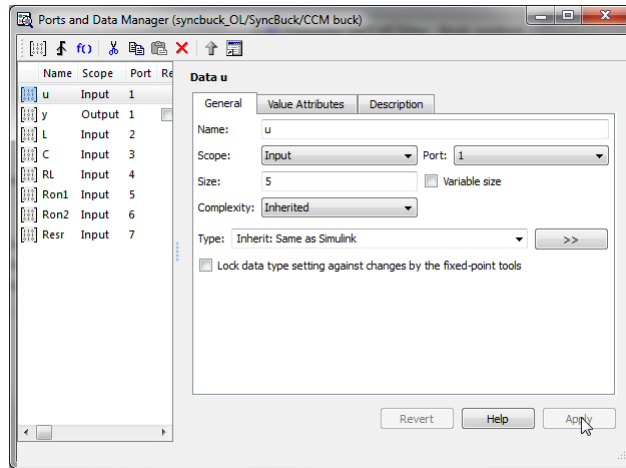 Ports and Data Manager (syncbuck_OL/SyncBuck/CCM buck)
f()
Name Scope Port Re
u Input 1
y Output 1
L Input 2
C Input 3
RL Input 4
Ron1 Input 5
Ron2 Input 6
Resr Input 7
Data u
General Value Attributes Description
Name: u
Scope: Input Port: 1
Size: 5 Variable size
Complexity: Inherited
Type: Inherit: Same as Simulink >>
Lock data type setting against changes by the fixed-point tools
Revert Help Apply